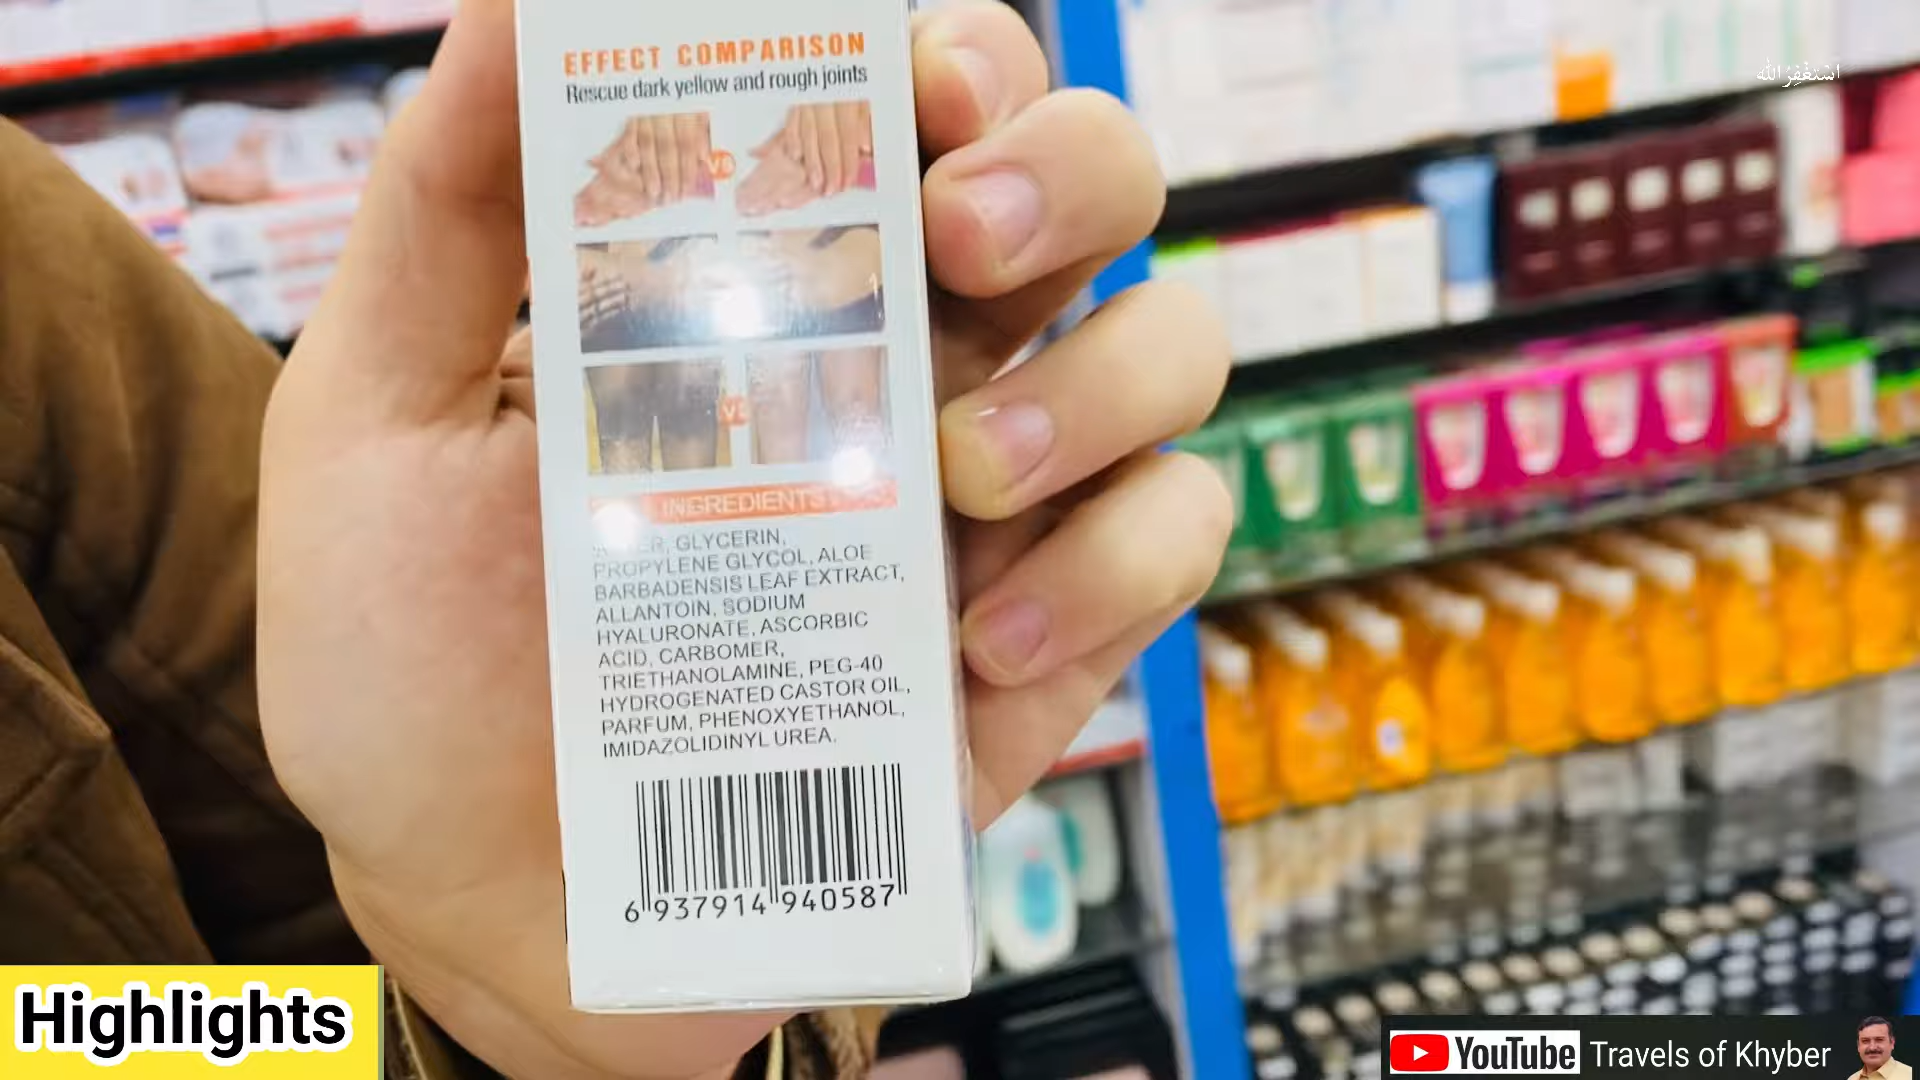 EFFECT COMPARISON
Rescue dark yellow and rough joints
استغفر الله
INGREDIENTS
GLYCERIN,
PROPYLENE GLYCOL, ALOE
BARBADENSIS LEAF EXTRACT,
ALLANTOIN, SODIUM
HYALURONATE, ASCORBIC
ACID, CARBOMER,
TRIETHANOLAMINE, PEG-40
HYDROGENATED CASTOR OIL,
PARFUM, PHENOXYETHANOL,
IMIDAZOLIDINYL UREA.
6 937914 940587
Highlights
YouTube Travels of Khyber